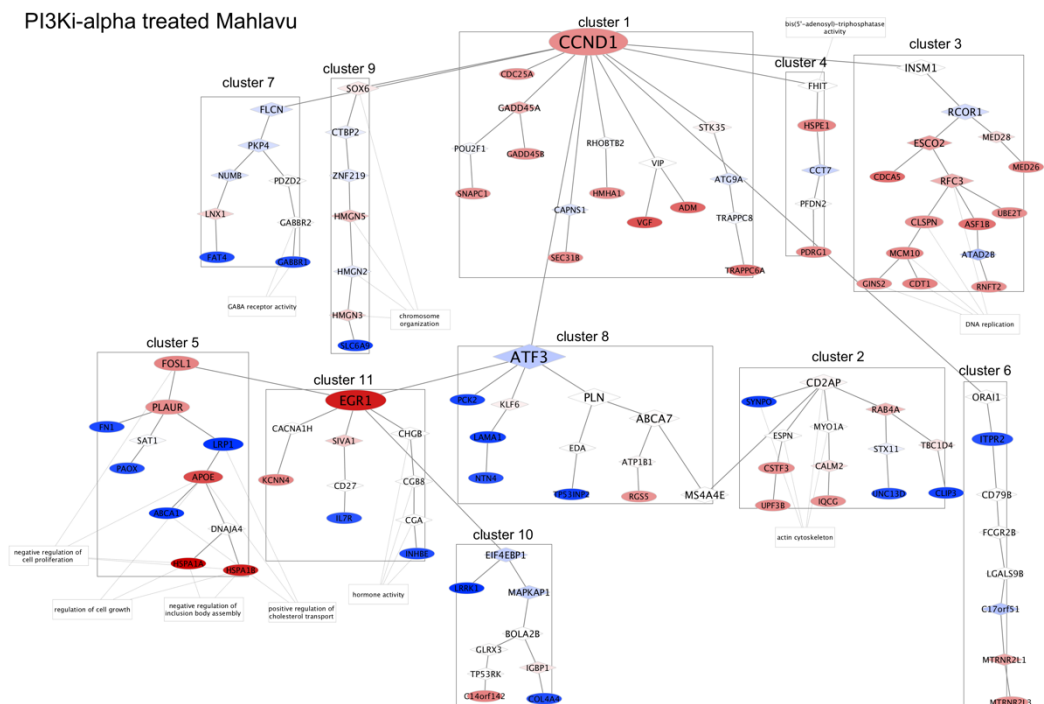 PI3Ki-alpha treated Mahlavu
cluster 1
CCND1
CDC25A
GADD45A
POU2F1
GADD45B
SNAPC1
CAPNS1
SEC31B
RHOBTB2
HMHA1
VIP
VGF
ADM
STK35
ATG9A
TRAPPC8
TRAPPC6A
bis(5'-adenosyl)-triphosphatase
activity
cluster 4
FHIT
HSPE1
CCT7
PFDN2
PDRG1
cluster 3
INSM1
RCOR1
ESCO2
MED28
CDCA5
RFC3
MED26
CLSPN
ASF1B
UBE2T
MCM10
ATAD2B
GINS2
CDT1
RNFT2
DNA replication
cluster 7
FLCN
PKP4
NUMB
PDZD2
LNX1
GABBR2
FAT4
GABBR1
GABA receptor activity
cluster 9
SOX6
CTBP2
ZNF219
HMGN5
HMGN2
HMGN3
SLC6A9
chromosome
organization
cluster 5
FOSL1
PLAUR
FN1
SAT1
LRP1
PAOX
APOE
ABCA1
DNAJA4
HSPA1A
HSPA1B
negative regulation of
cell proliferation
regulation of cell growth
negative regulation of
inclusion body assembly
positive regulation of
cholesterol transport
cluster 11
EGR1
CACNA1H
SIVA1
CHGB
KCNN4
CD27
CGB8
IL7R
CGA
INHBE
hormone activity
cluster 8
ATF3
PCK2
KLF6
PLN
ABCA7
LAMA1
EDA
ATP1B1
NTN4
TP53INP2
RGS5
MS4A4E
cluster 2
CD2AP
SYNPO
RAB4A
ESPN
MYO1A
STX11
TBC1D4
CSTF3
CALM2
UPF3B
IQCG
UNC13D
CLIP3
actin cytoskeleton
cluster 6
ORAI1
ITPR2
CD79B
FCGR2B
LGALS9B
C17orf51
MTRNR2L1
MTRNR2L3
cluster 10
EIF4EBP1
LRRK1
MAPKAP1
BOLA2B
GLRX3
IGBP1
TP53RK
C14orf142
COL4A4